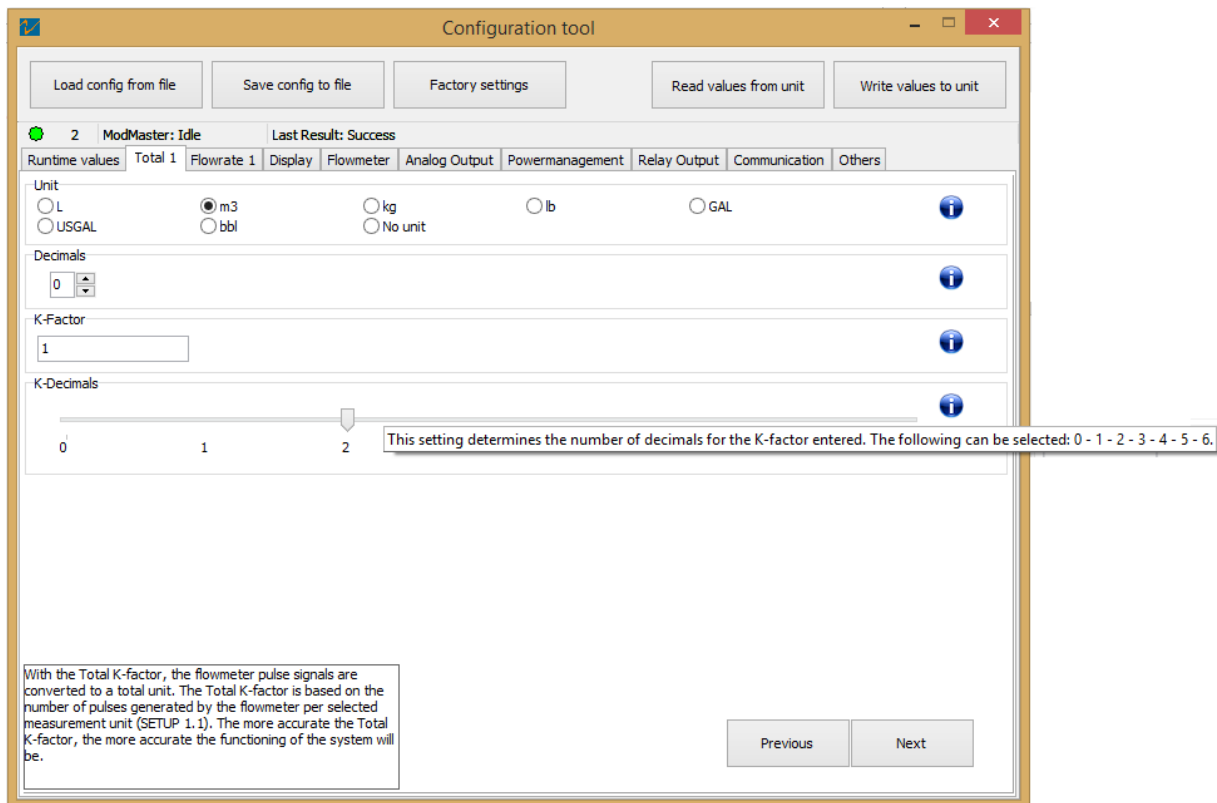 Configuration tool
Load config from file Save config to file Factory settings Read values from unit Write values to unit
2 ModMaster: Idle Last Result: Success
Runtime values Total 1 Flowrate 1 Display Flowmeter Analog Output Powermanagement Relay Output Communication Others
Unit
L m3 kg lb GAL
USGAL bbl No unit
Decimals
0
K-Factor
1
K-Decimals
This setting determines the number of decimals for the K-factor entered. The following can be selected: 0 - 1 - 2 - 3 - 4 - 5 - 6.
0 1 2
With the Total K-factor, the flowmeter pulse signals are
converted to a total unit. The Total K-factor is based on the
number of pulses generated by the flowmeter per selected
measurement unit (SETUP 1.1). The more accurate the Total
K-factor, the more accurate the functioning of the system will
be.
Previous Next